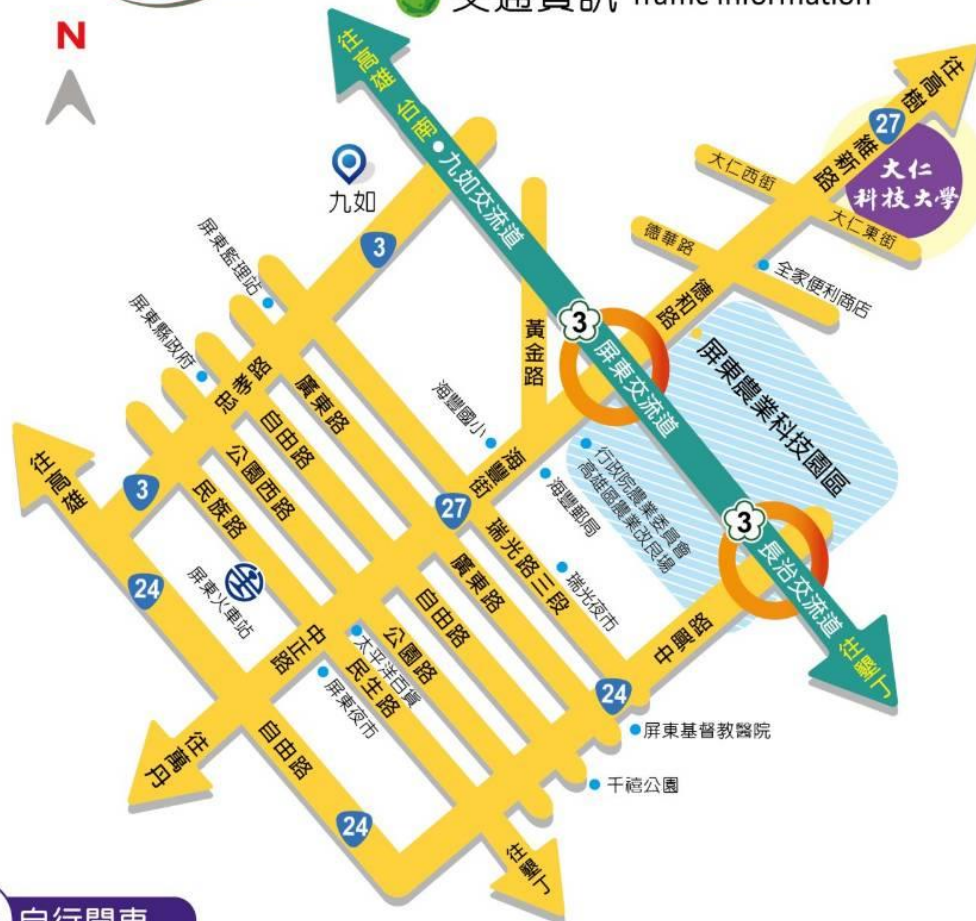 交通資訊 Traffic Information
N
往高雄 台南
九如交流道
3
屏東交流道
3
長治交流道
往墾丁
往高樹
27
維新路
大仁
科技大學
大仁西街
大仁東街
德華路
全家便利商店
德和路
屏東農業科技園區
九如
3
屏東監理站
屏東縣政府
忠孝路
廣東路
自由路
公園西路
民族路
3
往高雄
24
屏東火車站
黃金路
海豐國小
海豐街
27
海豐郵局
行政院農業委員會
高雄區農業改良場
瑞光路三段
瑞光夜市
廣東路
自由路
公園路
太平洋百貨
民生路
中正路
屏東夜市
往萬丹
自由路
24
中興路
24
屏東基督教醫院
千禧公園
往墾丁
自行開車